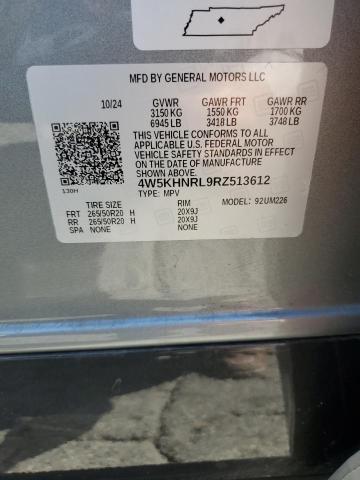 MFD BY GENERAL MOTORS LLC
10/24 GVWR GAWR FRT GAWR RR
3150 KG 1550 KG 1700 KG
6945 LB 3418 LB 3748 LB
THIS VEHICLE CONFORMS TO ALL
APPLICABLE U.S. FEDERAL MOTOR
VEHICLE SAFETY STANDARDS IN EFFECT
ON THE DATE OF MANUFACTURE
SHOWN ABOVE.
4W5KHNRL9RZ513612
130H
TYPE: MPV
TIRE SIZE RIM MODEL: 92UM226
FRT 265/50R20 H 20X9J
RR 265/50R20 H 20X9J
SPA NONE NONE